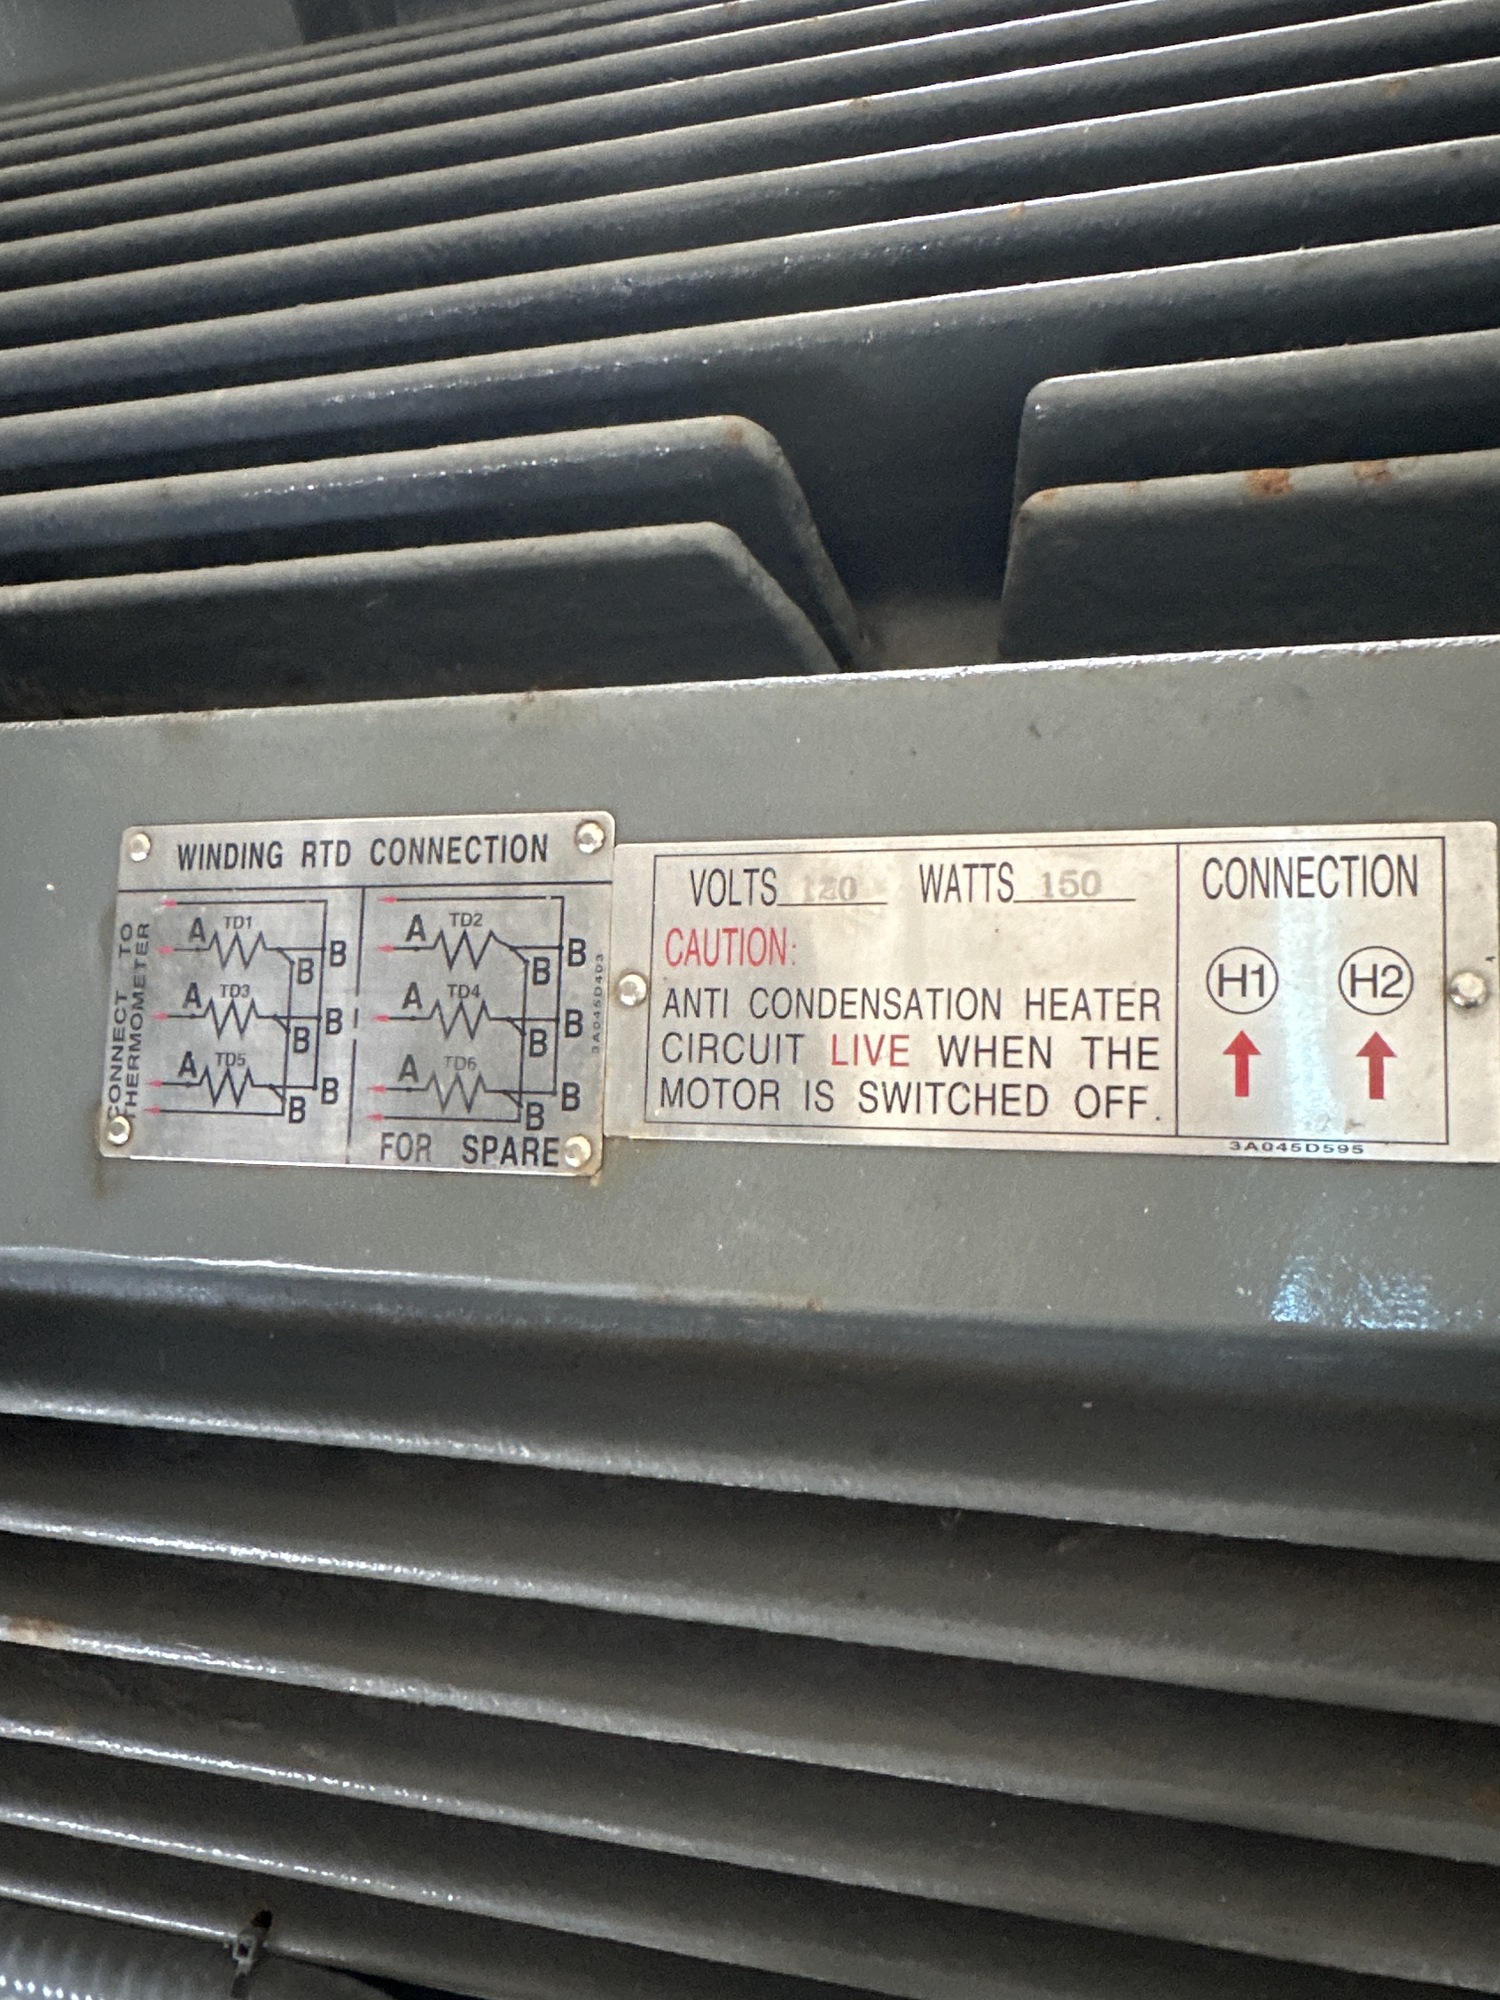 WINDING RTD CONNECTION
CONNECT TO
THERMOMETER
A TD1 B B
A TD3 B B
A TD5 B B
A TD2 B B
A TD4 B B
A TD6 B B
FOR SPARE
3A045D403
VOLTS 120 WATTS 150
CAUTION:
ANTI CONDENSATION HEATER
CIRCUIT LIVE WHEN THE
MOTOR IS SWITCHED OFF.
CONNECTION
H1 H2
3A045D595